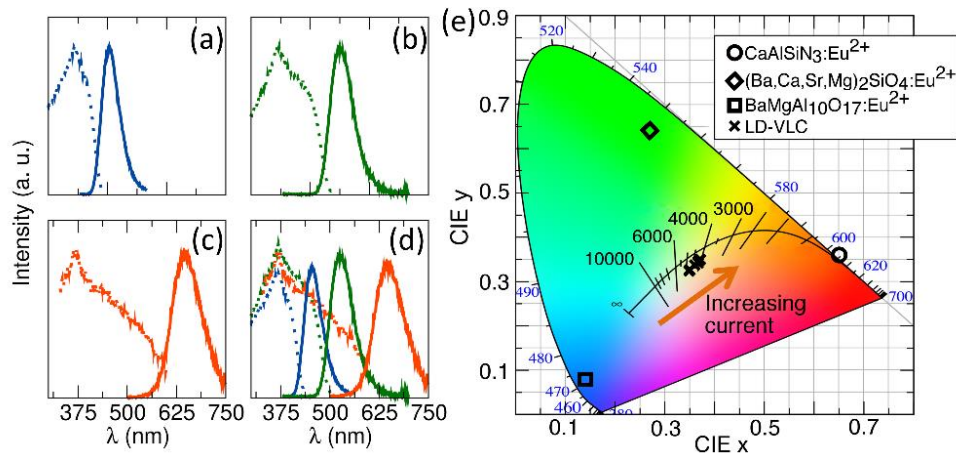 (a)
(b)
(c)
(d)
Intensity (a. u.)
375 500 625 750
λ (nm)
375 500 625 750
λ (nm)
(e)
0.9
0.7
0.5
0.3
0.1
CIE y
0.1 0.3 0.5 0.7
CIE x
CaAlSiN3:Eu2+
(Ba,Ca,Sr,Mg)2SiO4:Eu2+
BaMgAl10O17:Eu2+
LD-VLC
520
540
580
600
620
700
490
480
470
460
3000
4000
6000
10000
∞
Increasing
current